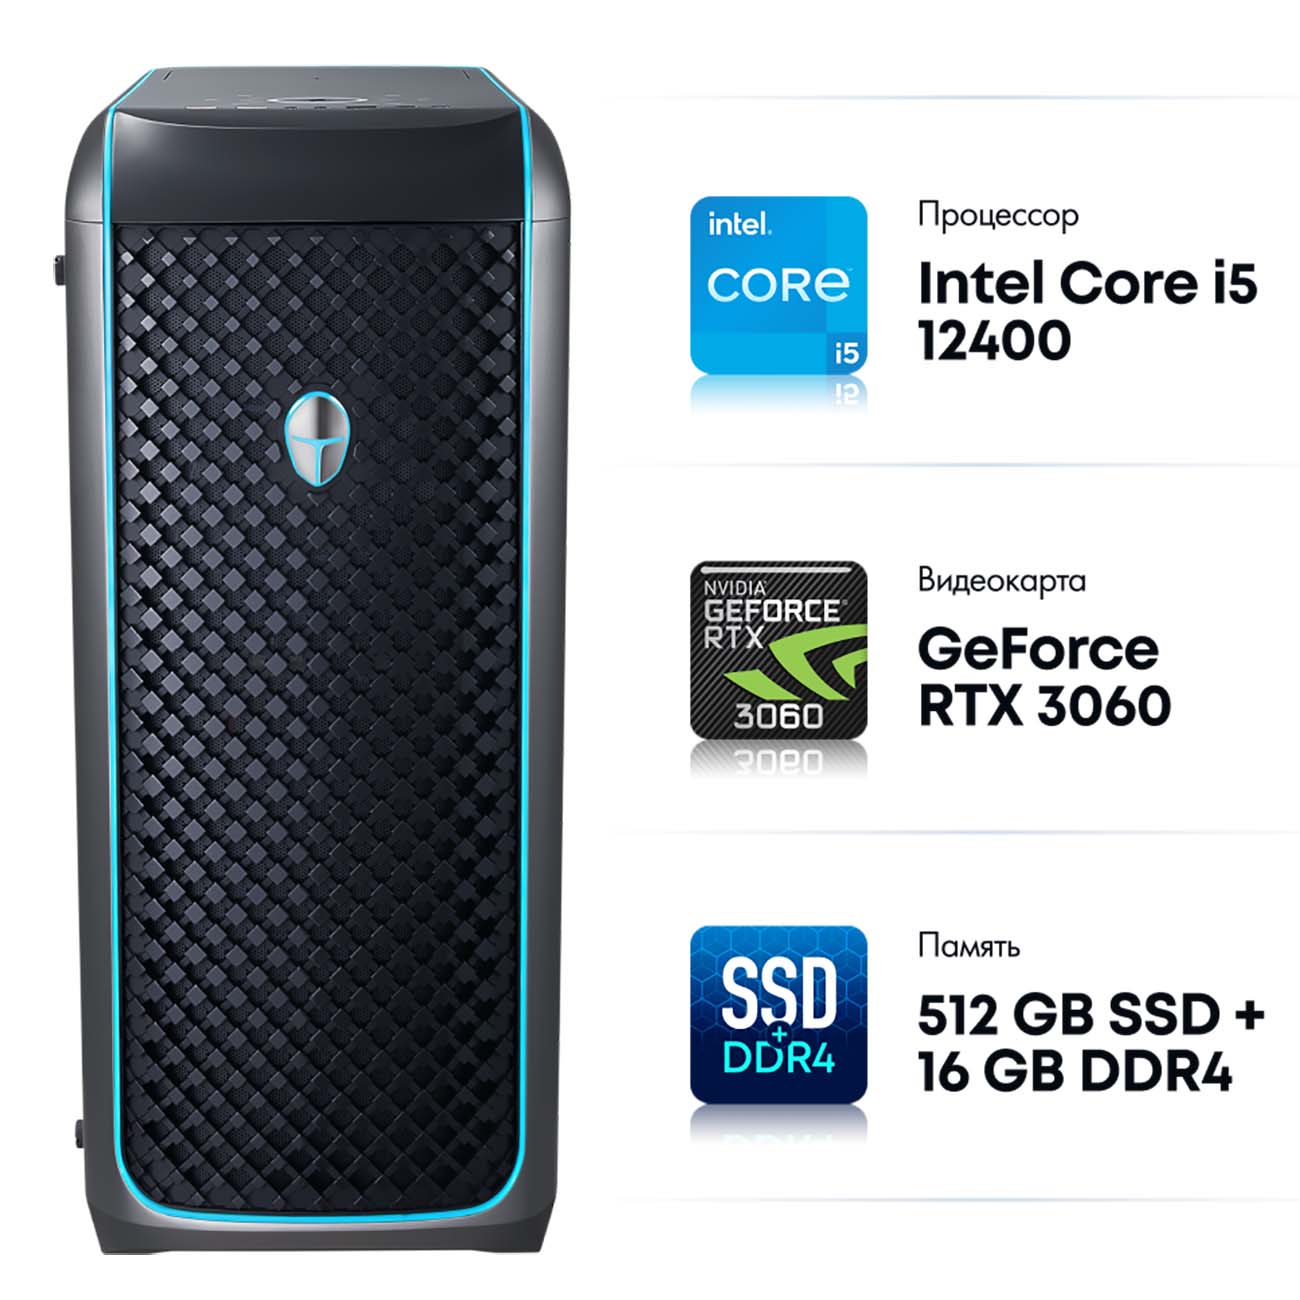 intel.
CORE
i5
Процессор
Intel Core i5
12400
NVIDIA
GEFORCE
RTX
3060
Видеокарта
GeForce
RTX 3060
SSD
+
DDR4
Память
512 GB SSD +
16 GB DDR4